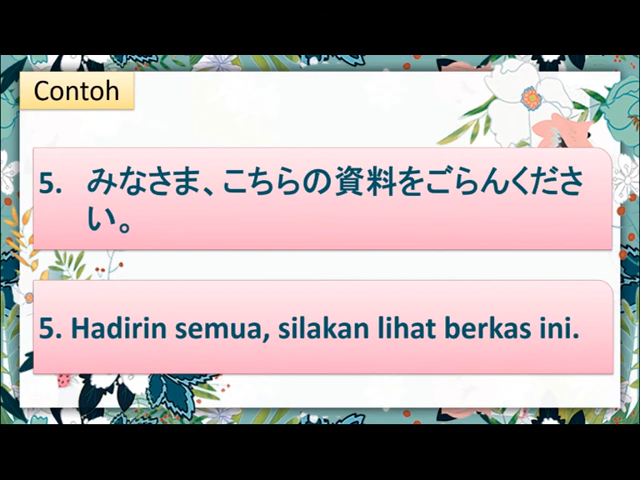 Contoh
5. みなさま、こちらの資料をごらんくださ
い。
5. Hadirin semua, silakan lihat berkas ini.